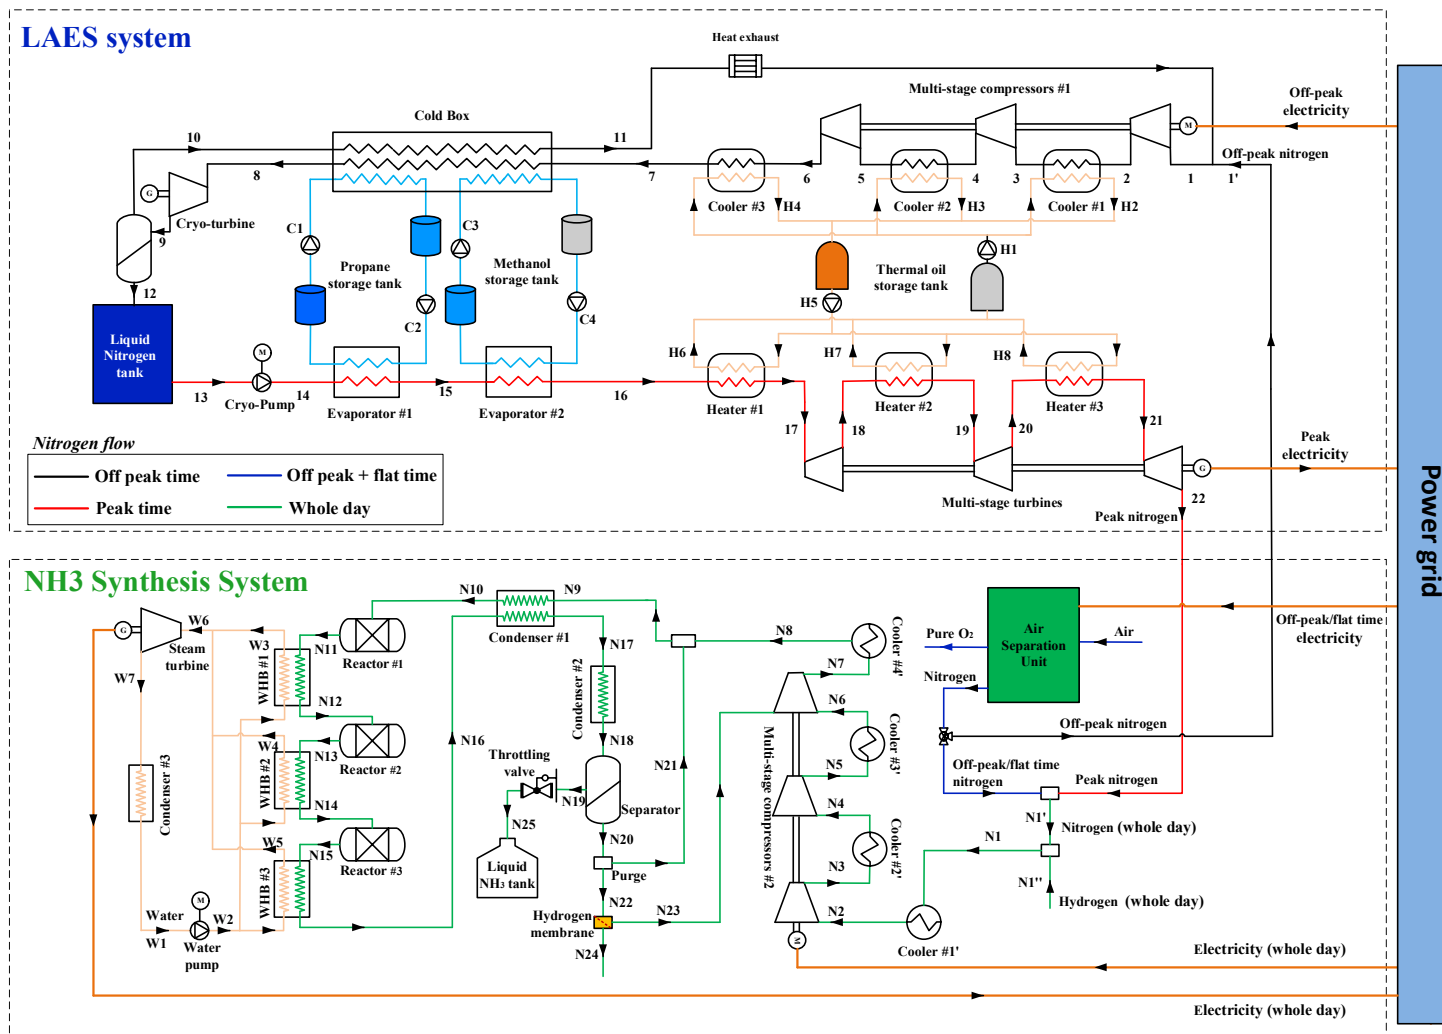 LAES system
Heat exhaust
Multi-stage compressors #1
Off-peak
electricity
Cold Box
10
11
M
Off-peak nitrogen
8
7
6
5
4
3
2
1
1'
G
Cryo-turbine
9
Cooler #3
H4
Cooler #2
H3
Cooler #1
H2
C1
C3
Propane
storage tank
Methanol
storage tank
H1
Thermal oil
storage tank
H5
12
C2
C4
Liquid
Nitrogen
tank
M
H6
H7
H8
13
Cryo-Pump
14
15
16
Evaporator #1
Evaporator #2
Heater #1
Heater #2
Heater #3
17
18
19
20
21
Nitrogen flow
Off peak time
Off peak + flat time
Peak time
Whole day
Peak
electricity
G
22
Multi-stage turbines
Peak nitrogen
Power grid
NH3 Synthesis System
N10
N9
Condenser #1
N8
Cooler #4'
N7
Pure O2
Air
Separation
Unit
Air
Off-peak/flat time
electricity
G
W6
Steam
turbine
W3
N11
Reactor #1
WHB #1
W7
N17
Condenser #2
Nitrogen
N12
N6
Cooler #3'
Off-peak nitrogen
W4
N13
Reactor #2
WHB #2
N16
N18
N21
Multi-stage compressors #2
N5
Off-peak/flat time
nitrogen
Peak nitrogen
Condenser #3
Throttling
valve
N19
Separator
N14
N4
N1'
Nitrogen (whole day)
W5
N15
Reactor #3
WHB #3
N25
N20
Cooler #2'
N3
N1
Liquid
NH3 tank
Purge
N1''
Hydrogen (whole day)
M
Water
W1
W2
Water
pump
N22
Hydrogen
membrane
N23
N24
N2
M
Cooler #1'
Electricity (whole day)
Electricity (whole day)